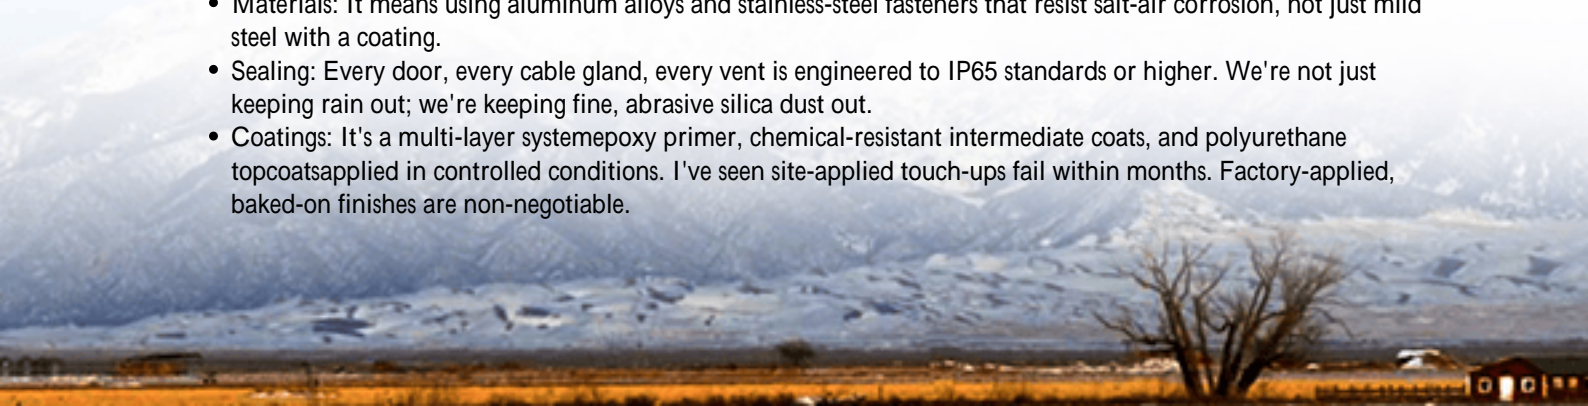 • Materials: It means using aluminum alloys and stainless-steel fasteners that resist salt-air corrosion, not just mild
steel with a coating.
• Sealing: Every door, every cable gland, every vent is engineered to IP65 standards or higher. We're not just
keeping rain out; we're keeping fine, abrasive silica dust out.
• Coatings: It's a multi-layer systemepoxy primer, chemical-resistant intermediate coats, and polyurethane
topcoatsapplied in controlled conditions. I've seen site-applied touch-ups fail within months. Factory-applied,
baked-on finishes are non-negotiable.